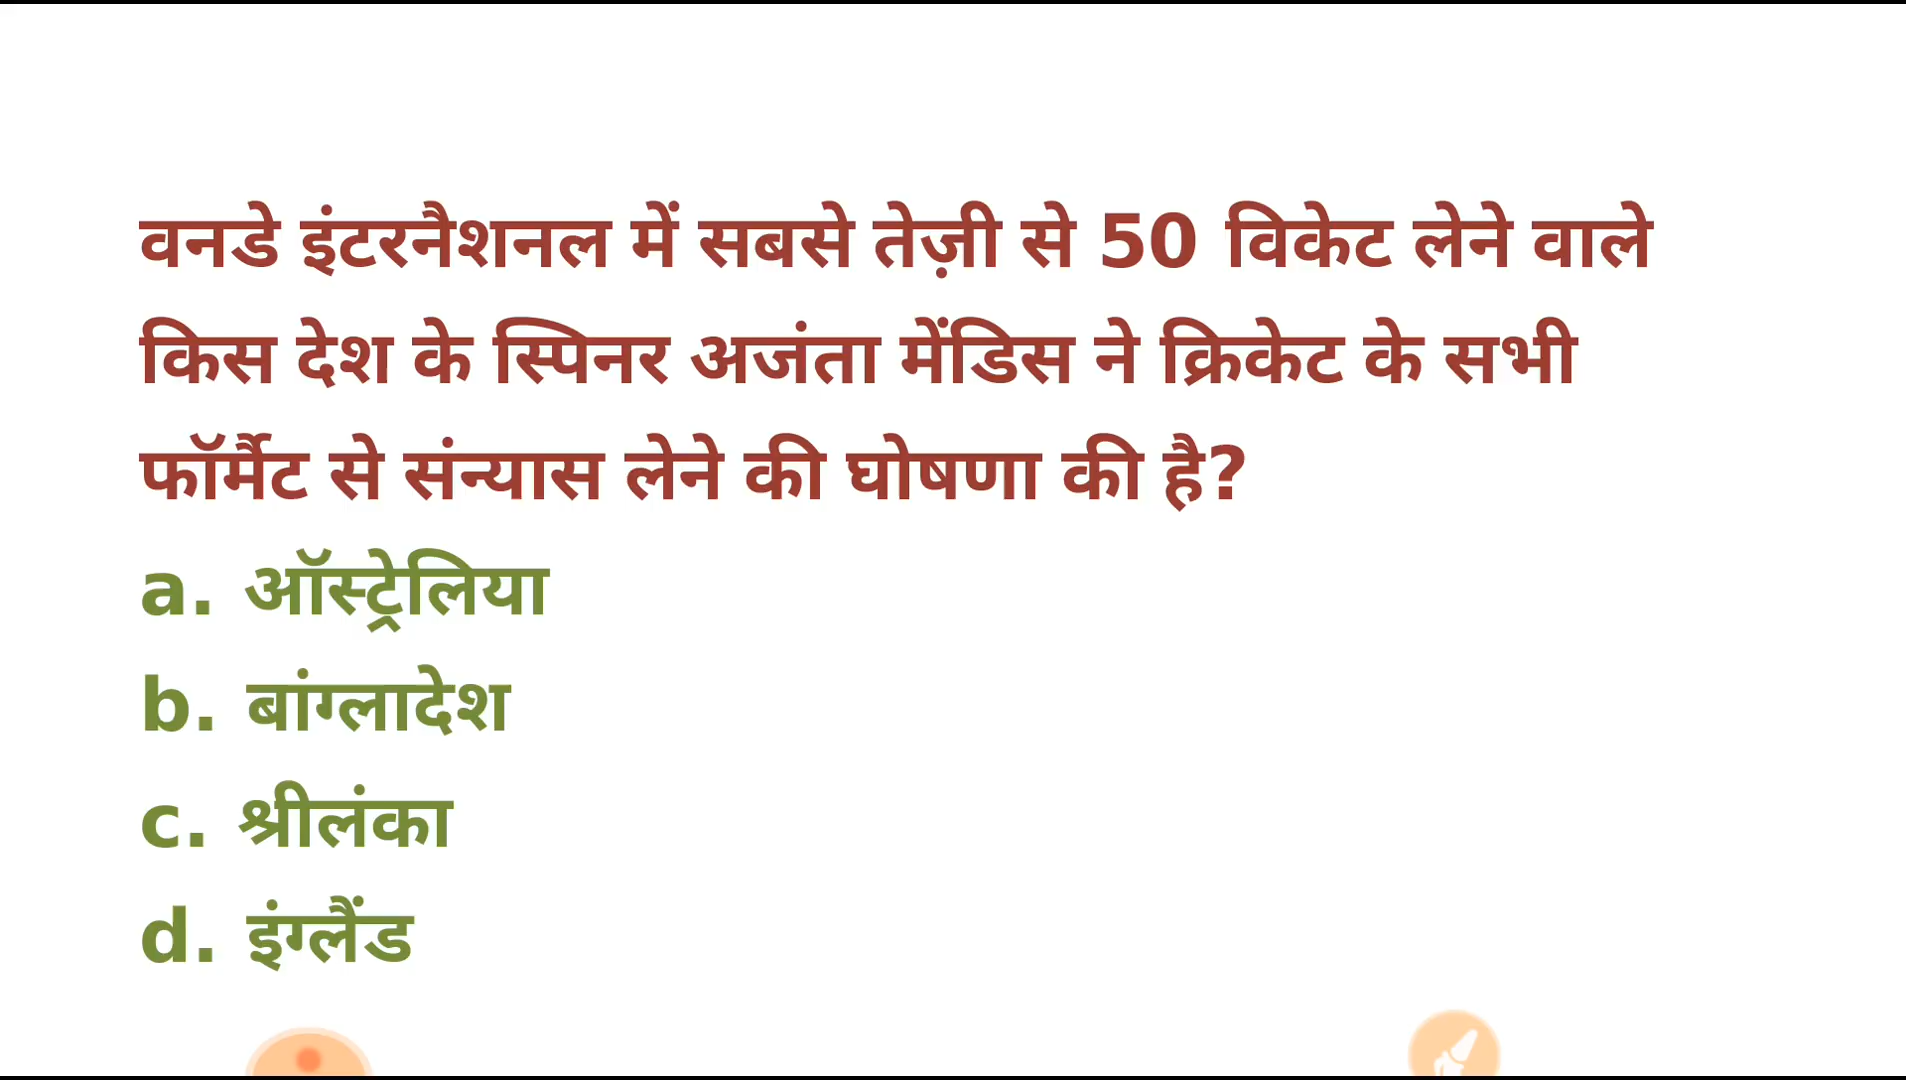 वनडे इंटरनैशनल में सबसे तेज़ी से 50 विकेट लेने वाले
किस देश के स्पिनर अजंता मेंडिस ने क्रिकेट के सभी
फॉर्मैट से संन्यास लेने की घोषणा की है?
a. ऑस्ट्रेलिया
b. बांग्लादेश
c. श्रीलंका
d. इंग्लैंड